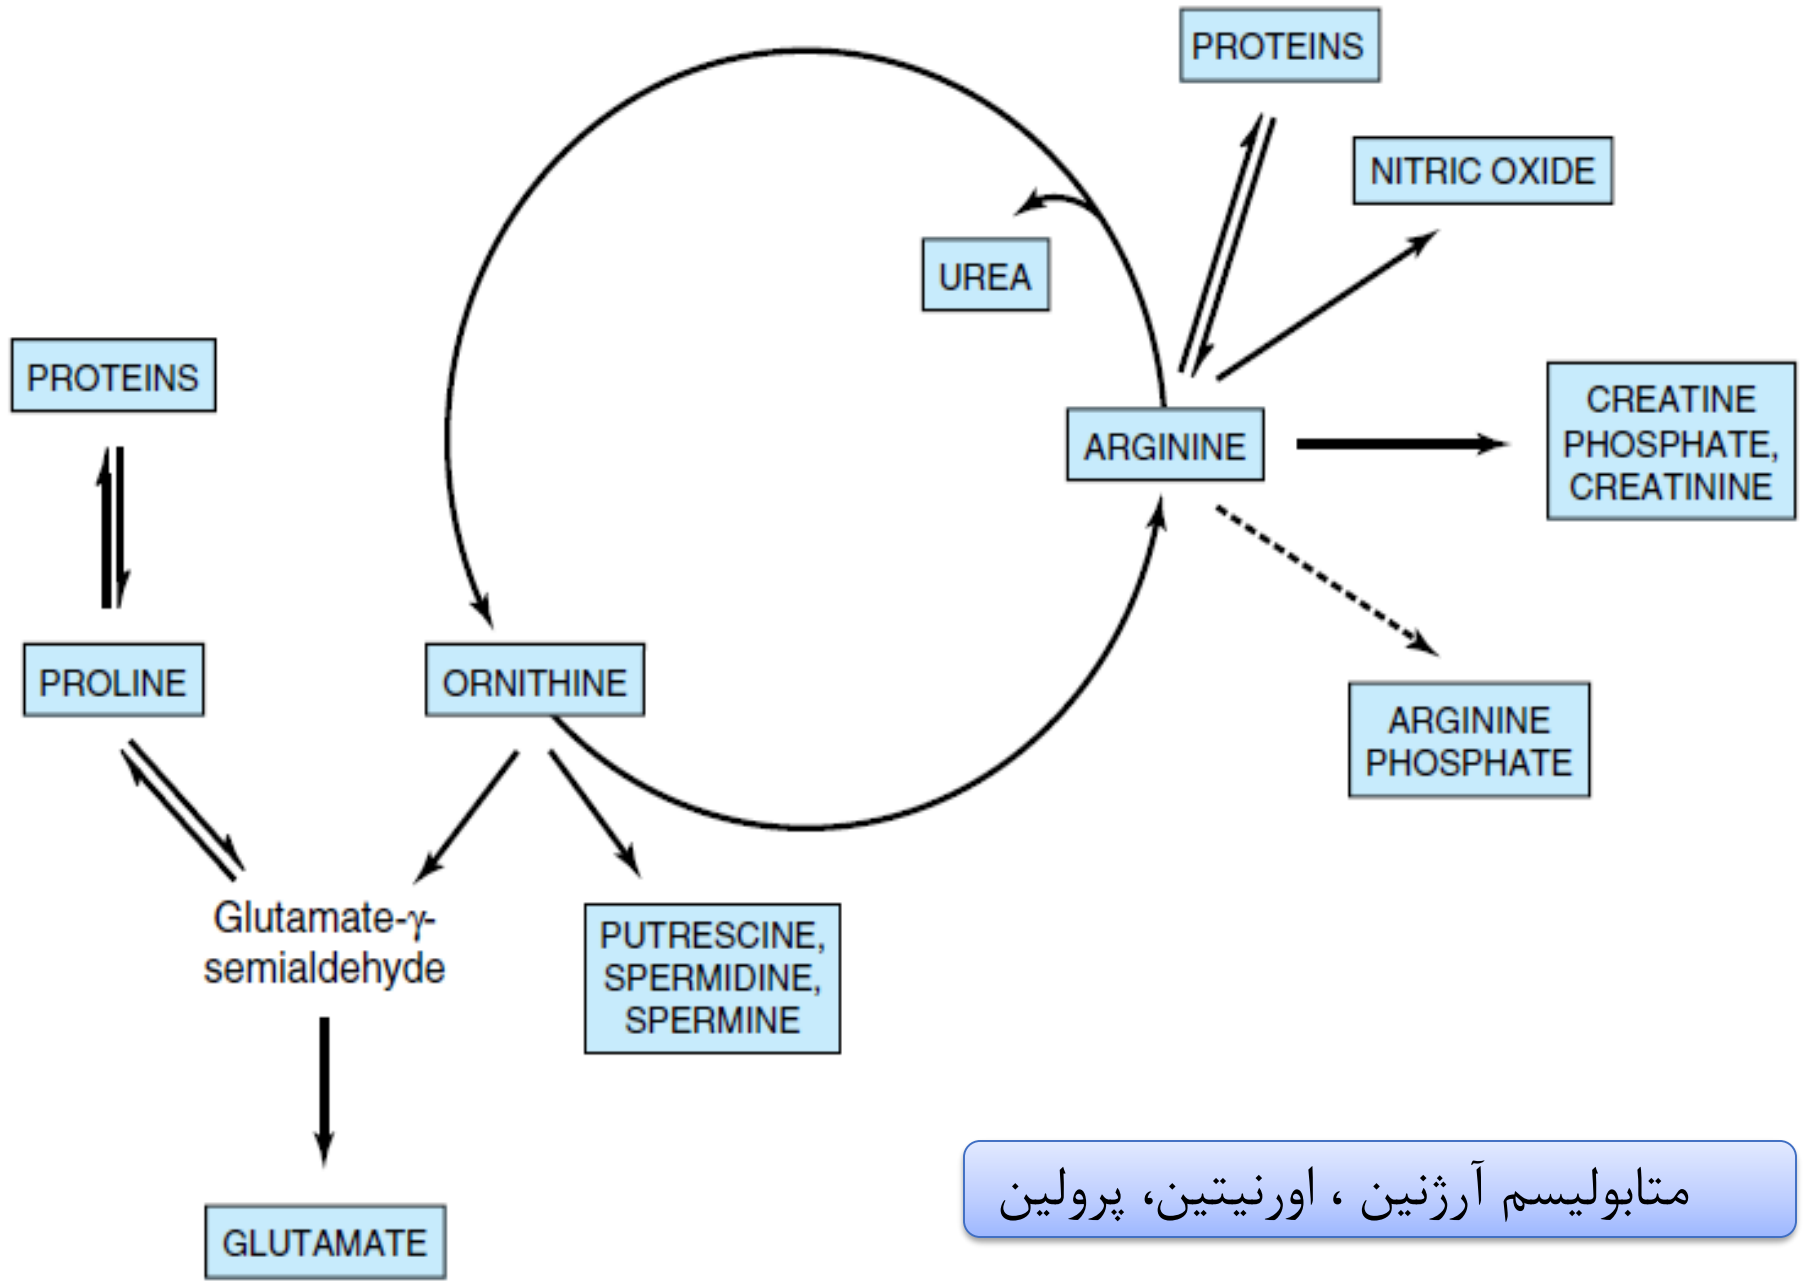 PROTEINS
NITRIC OXIDE
UREA
PROTEINS
CREATINE
PHOSPHATE,
CREATININE
ARGININE
PROLINE
ORNITHINE
ARGININE
PHOSPHATE
Glutamate-γ-
semialdehyde
PUTRESCINE,
SPERMIDINE,
SPERMINE
متابولیسم آرژنین ، اورنیتین، پرولین
GLUTAMATE